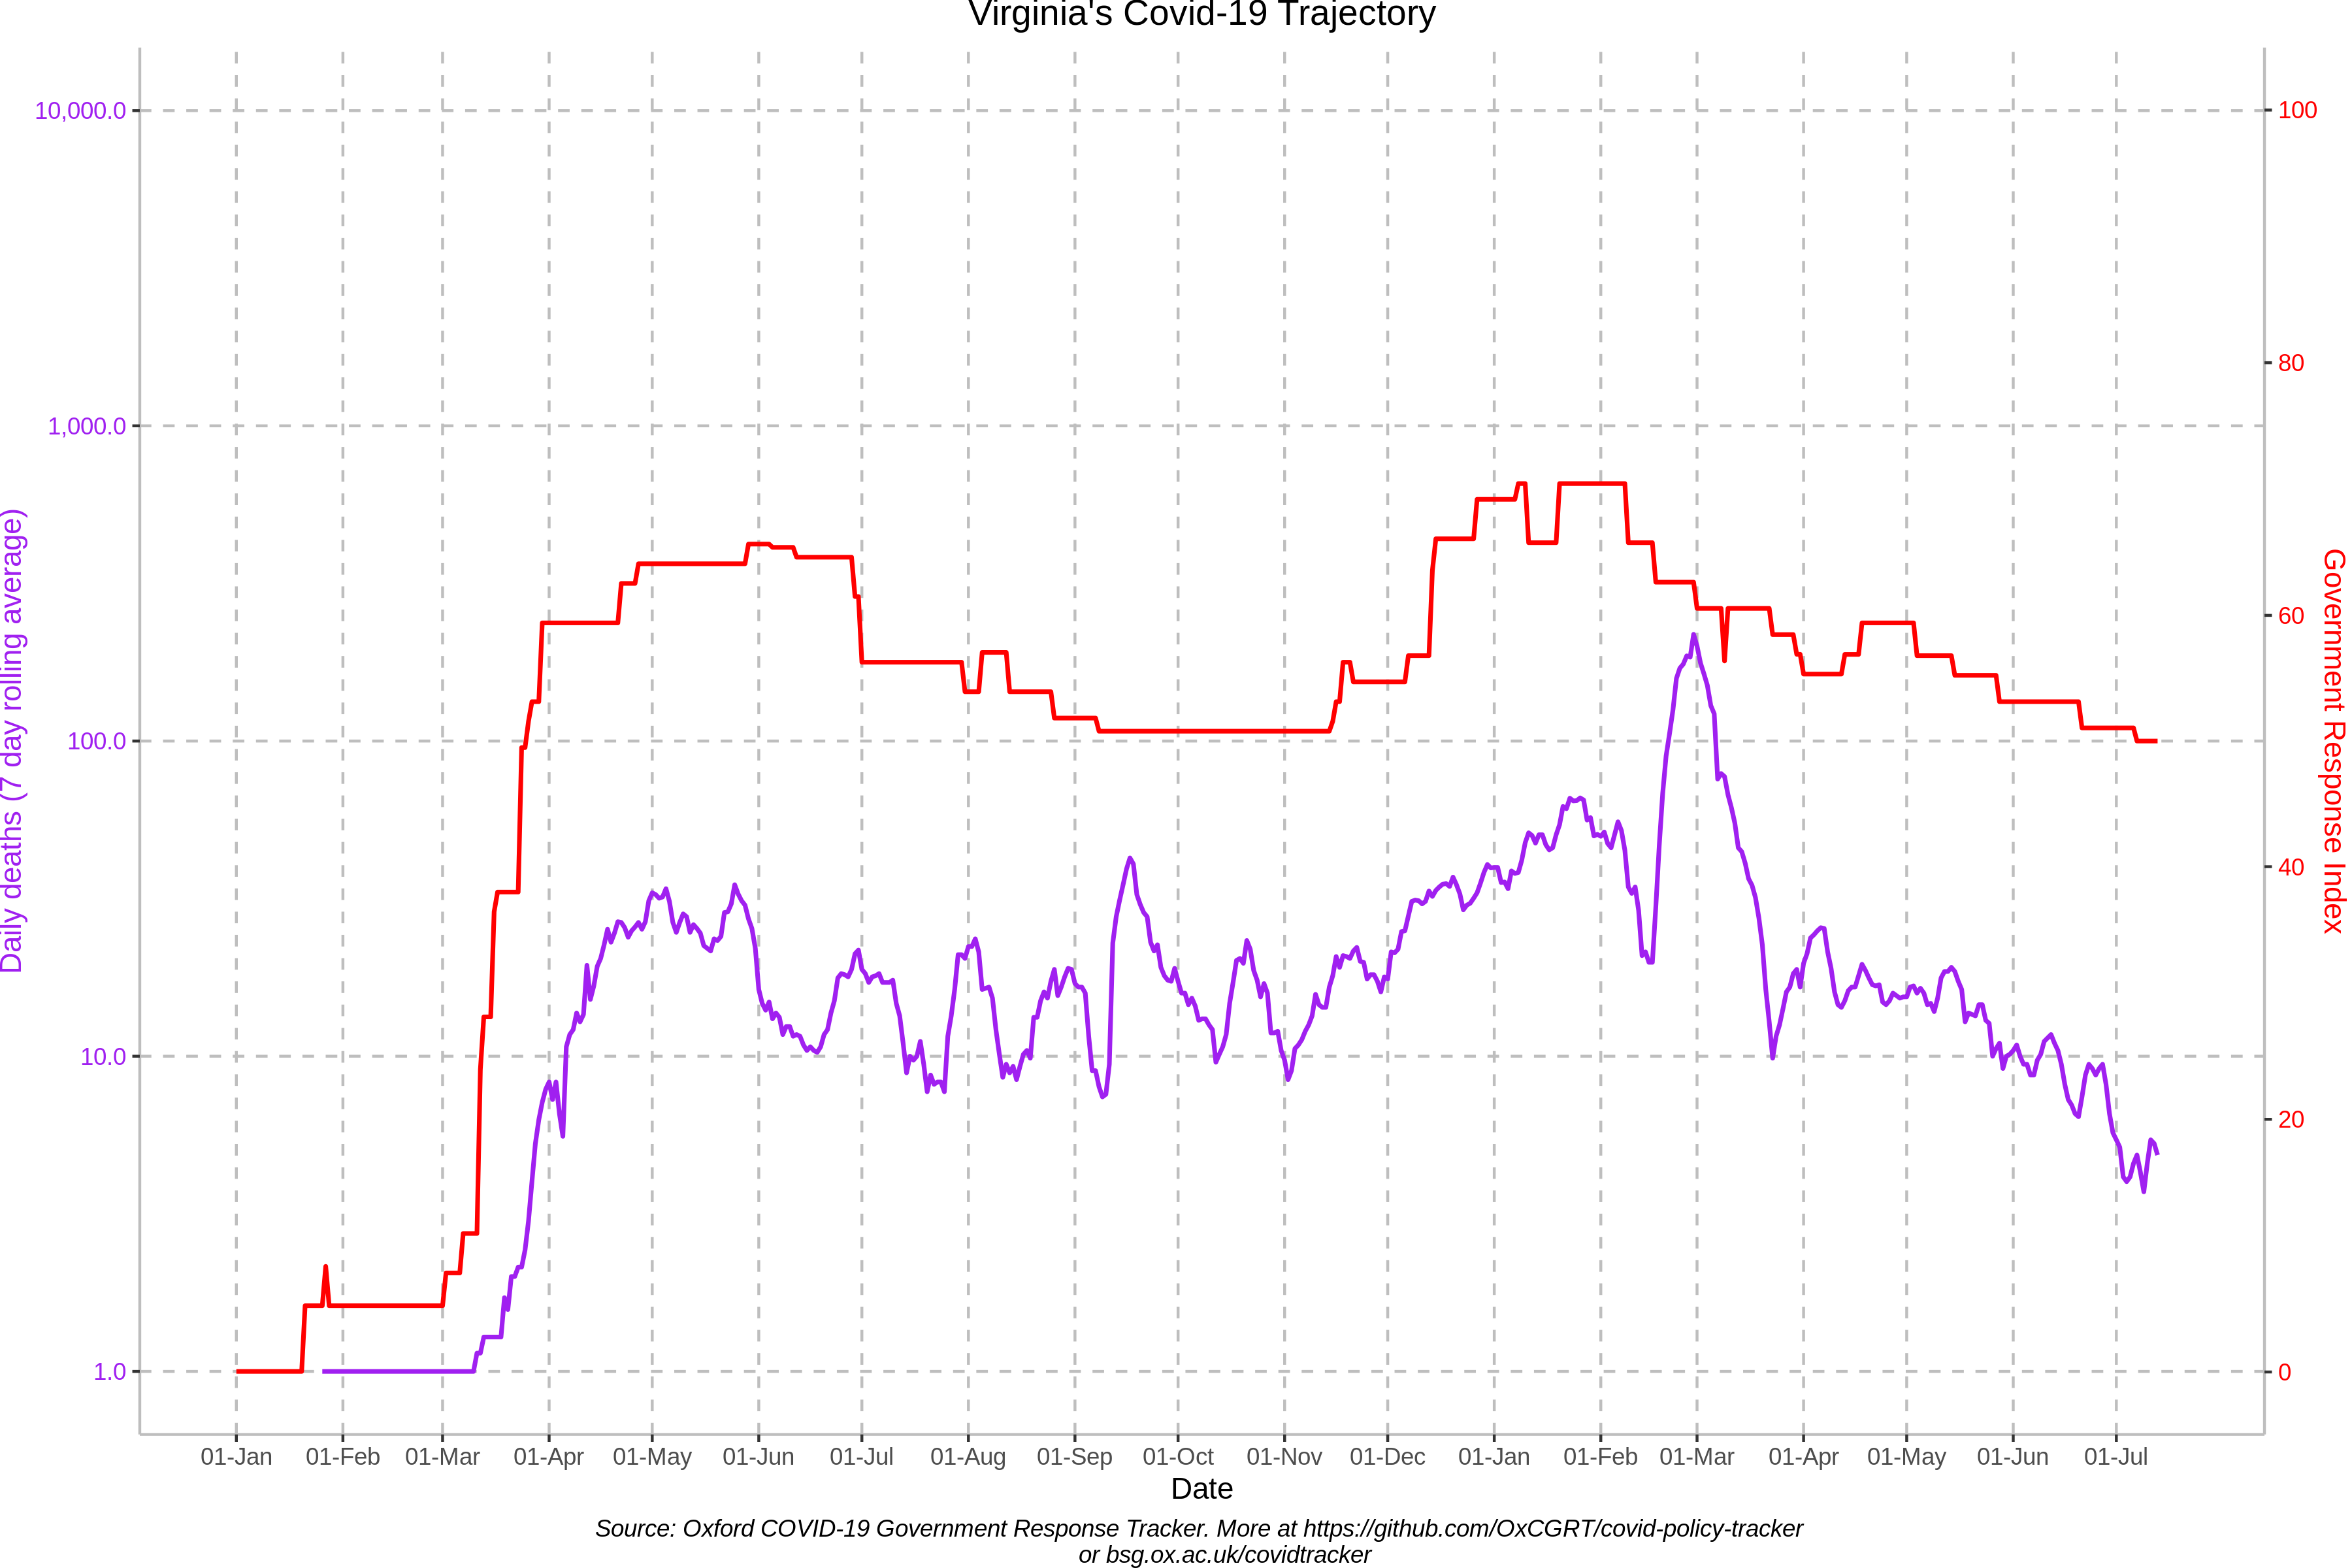 Virginia's Covid-19 Trajectory
10,000.0
1,000.0
100.0
10.0
1.0
Daily deaths (7 day rolling average)
100
80
60
40
20
0
Government Response Index
01-Jan 01-Feb 01-Mar 01-Apr 01-May 01-Jun 01-Jul 01-Aug 01-Sep 01-Oct 01-Nov 01-Dec 01-Jan 01-Feb 01-Mar 01-Apr 01-May 01-Jun 01-Jul
Date
Source: Oxford COVID-19 Government Response Tracker. More at https://github.com/OxCGRT/covid-policy-tracker
or bsg.ox.ac.uk/covidtracker